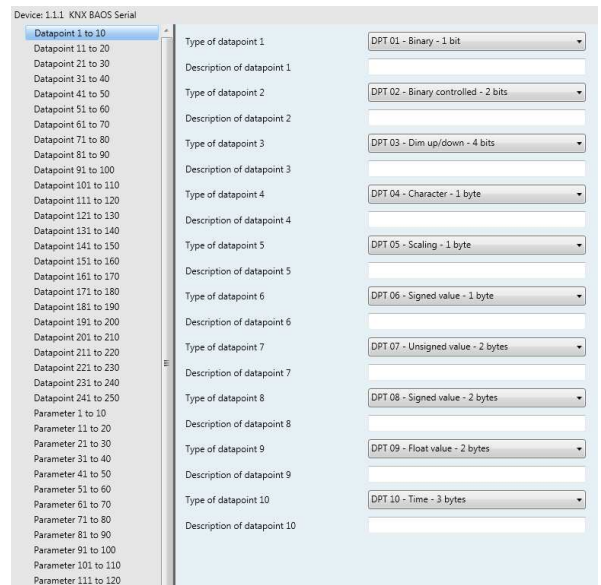 Device: 1.1.1 KNX BAOS Serial
Datapoint 1 to 10
Datapoint 11 to 20
Datapoint 21 to 30
Datapoint 31 to 40
Datapoint 41 to 50
Datapoint 51 to 60
Datapoint 61 to 70
Datapoint 71 to 80
Datapoint 81 to 90
Datapoint 91 to 100
Datapoint 101 to 110
Datapoint 111 to 120
Datapoint 121 to 130
Datapoint 131 to 140
Datapoint 141 to 150
Datapoint 151 to 160
Datapoint 161 to 170
Datapoint 171 to 180
Datapoint 181 to 190
Datapoint 191 to 200
Datapoint 201 to 210
Datapoint 211 to 220
Datapoint 221 to 230
Datapoint 231 to 240
Datapoint 241 to 250
Parameter 1 to 10
Parameter 11 to 20
Parameter 21 to 30
Parameter 31 to 40
Parameter 41 to 50
Parameter 51 to 60
Parameter 61 to 70
Parameter 71 to 80
Parameter 81 to 90
Parameter 91 to 100
Parameter 101 to 110
Parameter 111 to 120
Type of datapoint 1 DPT 01 - Binary - 1 bit
Description of datapoint 1
Type of datapoint 2 DPT 02 - Binary controlled - 2 bits
Description of datapoint 2
Type of datapoint 3 DPT 03 - Dim up/down - 4 bits
Description of datapoint 3
Type of datapoint 4 DPT 04 - Character - 1 byte
Description of datapoint 4
Type of datapoint 5 DPT 05 - Scaling - 1 byte
Description of datapoint 5
Type of datapoint 6 DPT 06 - Signed value - 1 byte
Description of datapoint 6
Type of datapoint 7 DPT 07 - Unsigned value - 2 bytes
Description of datapoint 7
Type of datapoint 8 DPT 08 - Signed value - 2 bytes
Description of datapoint 8
Type of datapoint 9 DPT 09 - Float value - 2 bytes
Description of datapoint 9
Type of datapoint 10 DPT 10 - Time - 3 bytes
Description of datapoint 10